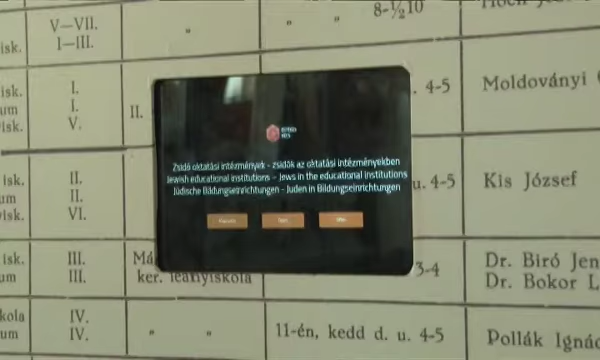 V—VII.
I—III.
" " "
8-½10
isk.
isk.
um
isk.
I.
I.
V.
II.
. 4-5
Moldoványi
Zsidó oktatási intézmények - zsidók az oktatási intézményekben
Jewish educational institutions - Jews in the educational institutions
Jüdische Bildungseinrichtungen - Juden in Bildungseinrichtungen
isk.
um
isk.
II.
II.
VI.
u. 4-5
Kis József
isk.
um
III.
III.
ker. leányiskola
3-4
Dr. Biró Jen
Dr. Bokor L
kola
um
IV.
IV.
" "
11-én, kedd d. u. 4-5
Pollák Ignác